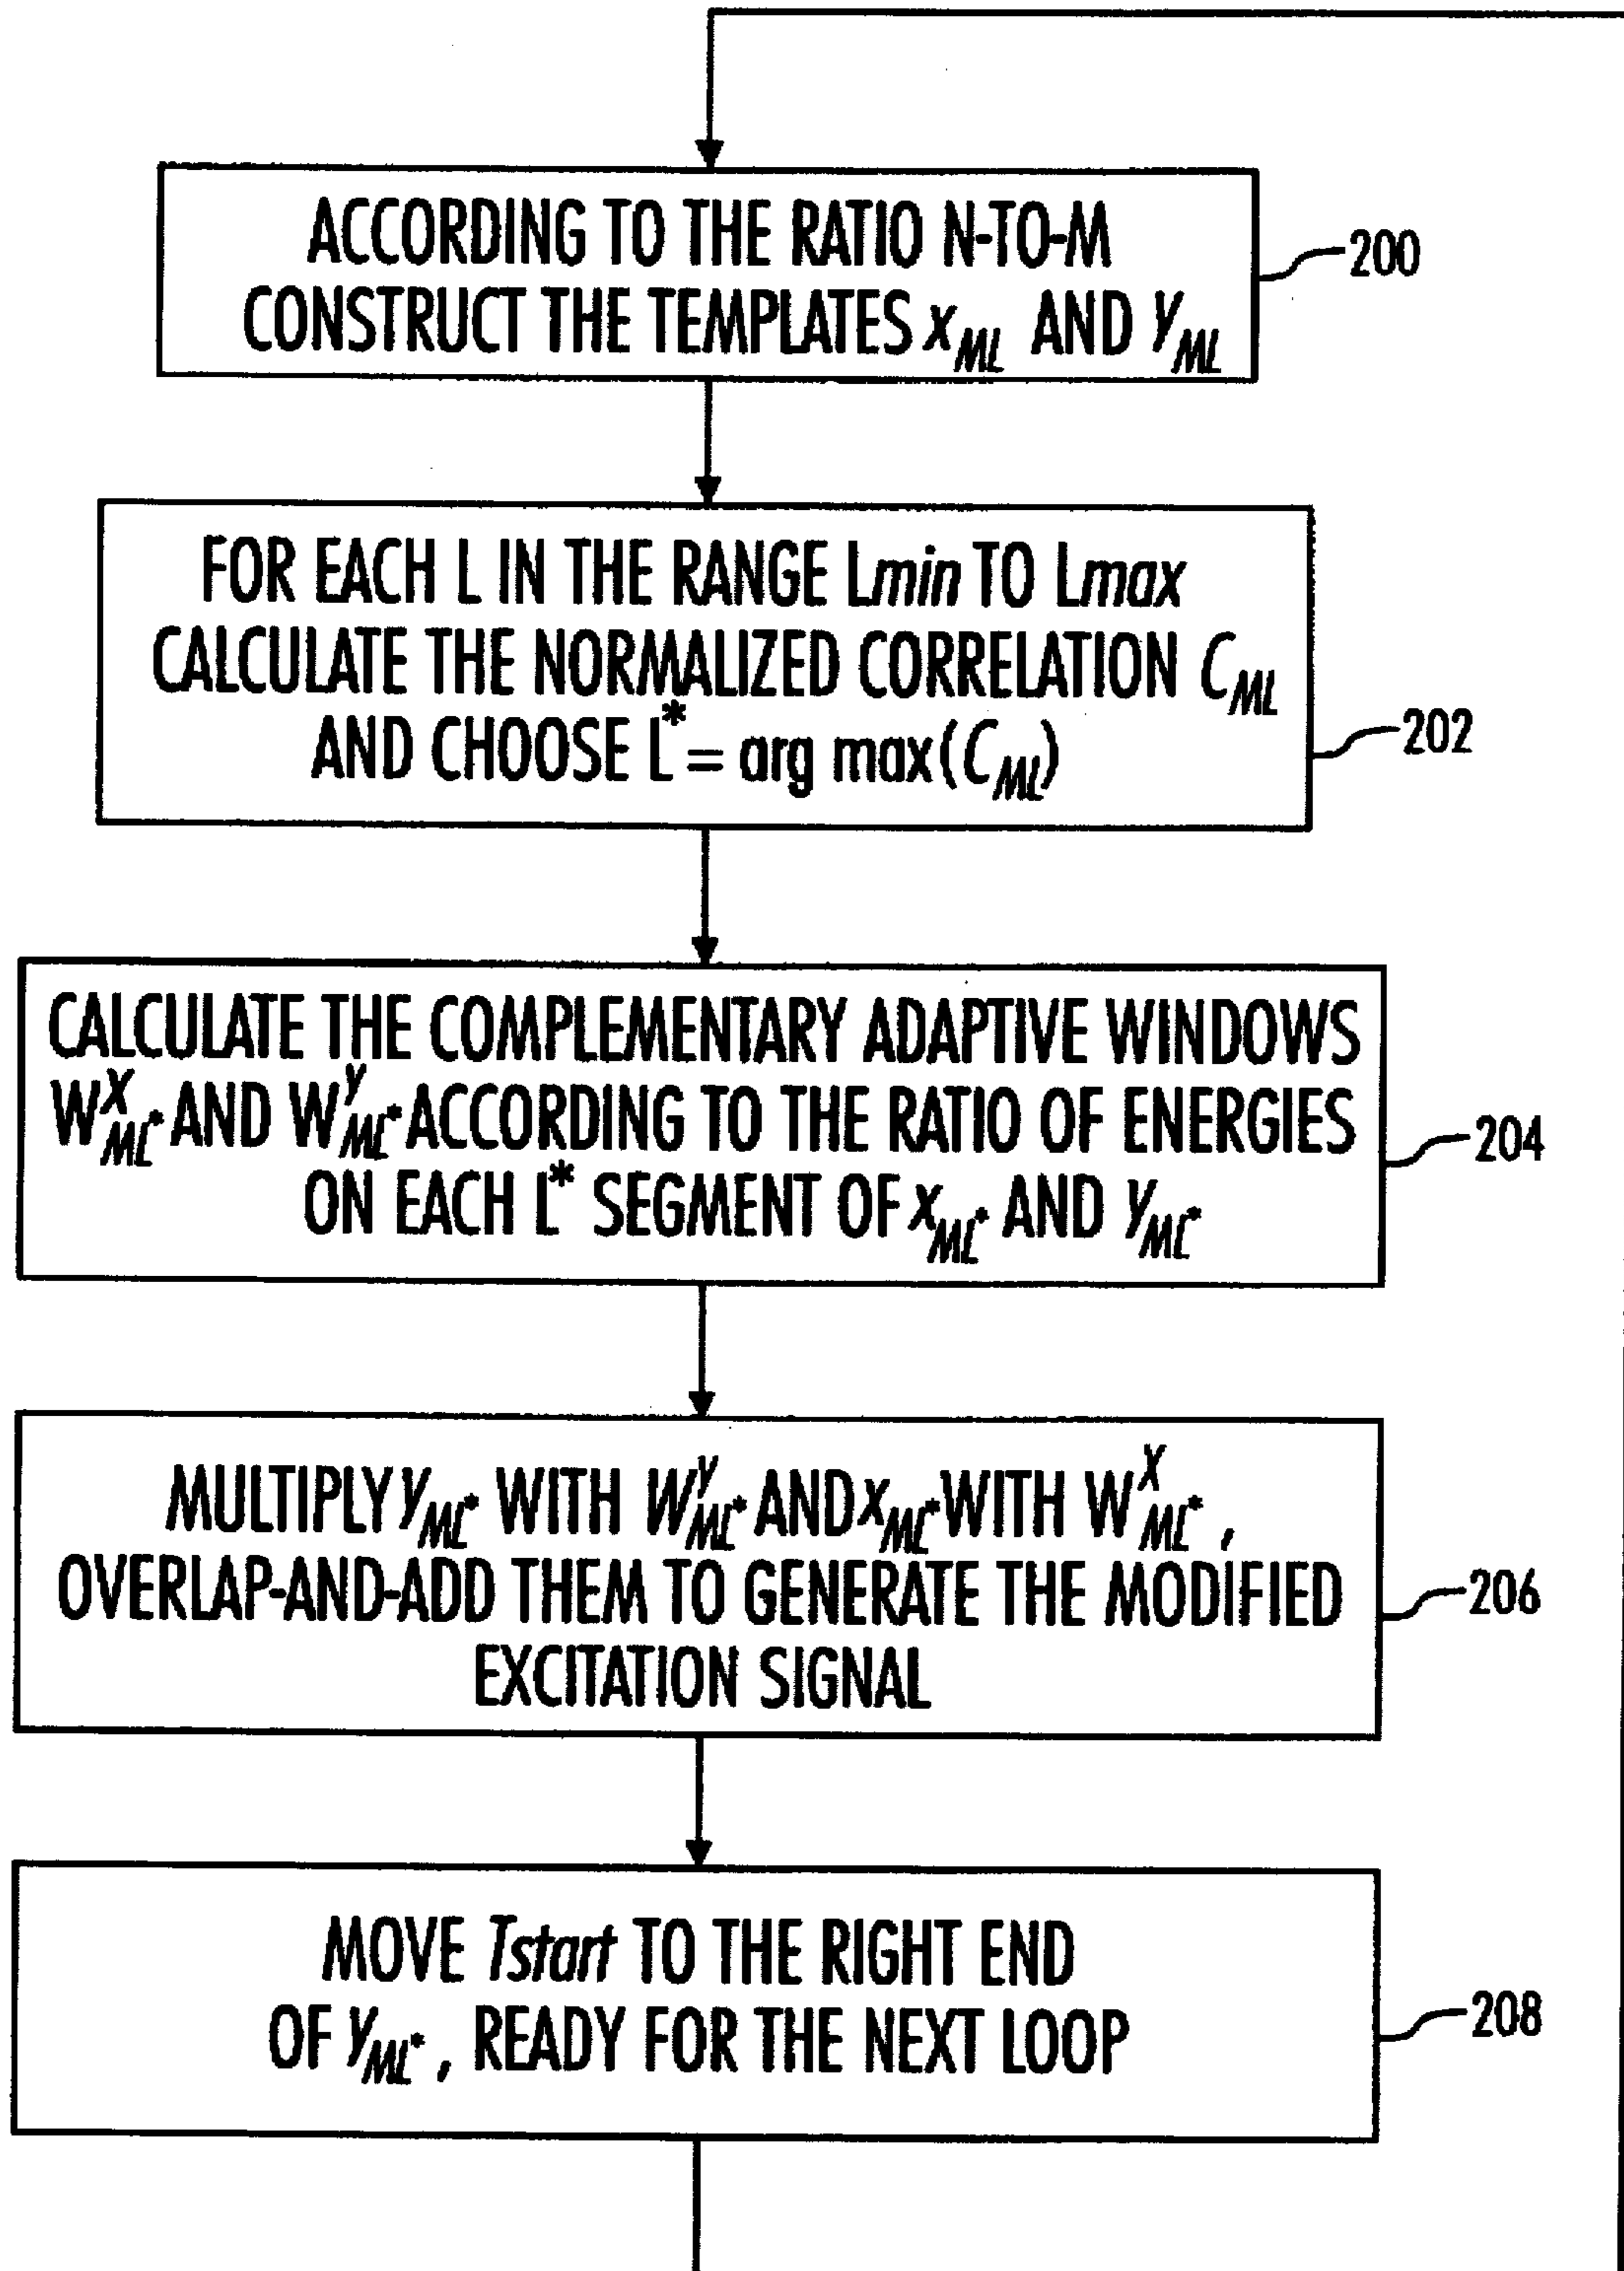 ACCORDING TO THE RATIO N-TO-M
CONSTRUCT THE TEMPLATES x_ML AND y_ML
200
FOR EACH L IN THE RANGE Lmin TO Lmax
CALCULATE THE NORMALIZED CORRELATION C_ML
AND CHOOSE L* = arg max(C_ML)
202
CALCULATE THE COMPLEMENTARY ADAPTIVE WINDOWS
W^x_ML* AND W^y_ML* ACCORDING TO THE RATIO OF ENERGIES
ON EACH L* SEGMENT OF x_ML* AND y_ML*
204
MULTIPLY y_ML* WITH W^y_ML* AND x_ML* WITH W^x_ML*,
OVERLAP-AND-ADD THEM TO GENERATE THE MODIFIED
EXCITATION SIGNAL
206
MOVE Tstart TO THE RIGHT END
OF y_ML*, READY FOR THE NEXT LOOP
208